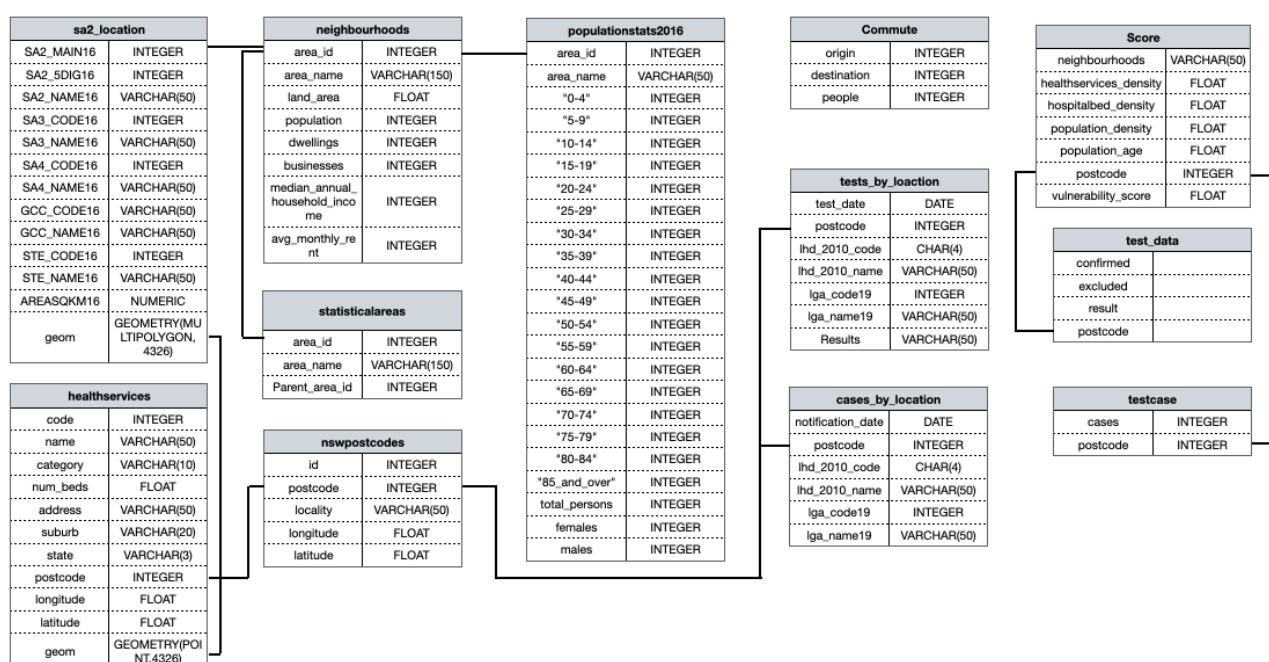 sa2_location
SA2_MAIN16 INTEGER
SA2_5DIG16 INTEGER
SA2_NAME16 VARCHAR(50)
SA3_CODE16 INTEGER
SA3_NAME16 VARCHAR(50)
SA4_CODE16 INTEGER
SA4_NAME16 VARCHAR(50)
GCC_CODE16 VARCHAR(50)
GCC_NAME16 VARCHAR(50)
STE_CODE16 INTEGER
STE_NAME16 VARCHAR(50)
AREASQKM16 NUMERIC
geom GEOMETRY(MU
LTIPOLYGON,
4326)
healthservices
code INTEGER
name VARCHAR(50)
category VARCHAR(10)
num_beds FLOAT
address VARCHAR(50)
suburb VARCHAR(20)
state VARCHAR(3)
postcode INTEGER
longitude FLOAT
latitude FLOAT
geom GEOMETRY(POI
NT,4326)
neighbourhoods
area_id INTEGER
area_name VARCHAR(150)
land_area FLOAT
population INTEGER
dwellings INTEGER
businesses INTEGER
median_annual_
household_inco
me INTEGER
avg_monthly_re
nt INTEGER
statisticalareas
area_id INTEGER
area_name VARCHAR(150)
Parent_area_id INTEGER
nswpostcodes
id INTEGER
postcode INTEGER
locality VARCHAR(50)
longitude FLOAT
latitude FLOAT
populationstats2016
area_id INTEGER
area_name VARCHAR(50)
"0-4" INTEGER
"5-9" INTEGER
"10-14" INTEGER
"15-19" INTEGER
"20-24" INTEGER
"25-29" INTEGER
"30-34" INTEGER
"35-39" INTEGER
"40-44" INTEGER
"45-49" INTEGER
"50-54" INTEGER
"55-59" INTEGER
"60-64" INTEGER
"65-69" INTEGER
"70-74" INTEGER
"75-79" INTEGER
"80-84" INTEGER
"85_and_over" INTEGER
total_persons INTEGER
females INTEGER
males INTEGER
Commute
origin INTEGER
destination INTEGER
people INTEGER
tests_by_loaction
test_date DATE
postcode INTEGER
lhd_2010_code CHAR(4)
lhd_2010_name VARCHAR(50)
lga_code19 INTEGER
lga_name19 VARCHAR(50)
Results VARCHAR(50)
cases_by_location
notification_date DATE
postcode INTEGER
lhd_2010_code CHAR(4)
lhd_2010_name VARCHAR(50)
lga_code19 INTEGER
lga_name19 VARCHAR(50)
Score
neighbourhoods VARCHAR(50)
healthservices_density FLOAT
hospitalbed_density FLOAT
population_density FLOAT
population_age FLOAT
postcode INTEGER
vulnerability_score FLOAT
test_data
confirmed
excluded
result
postcode
testcase
cases INTEGER
postcode INTEGER